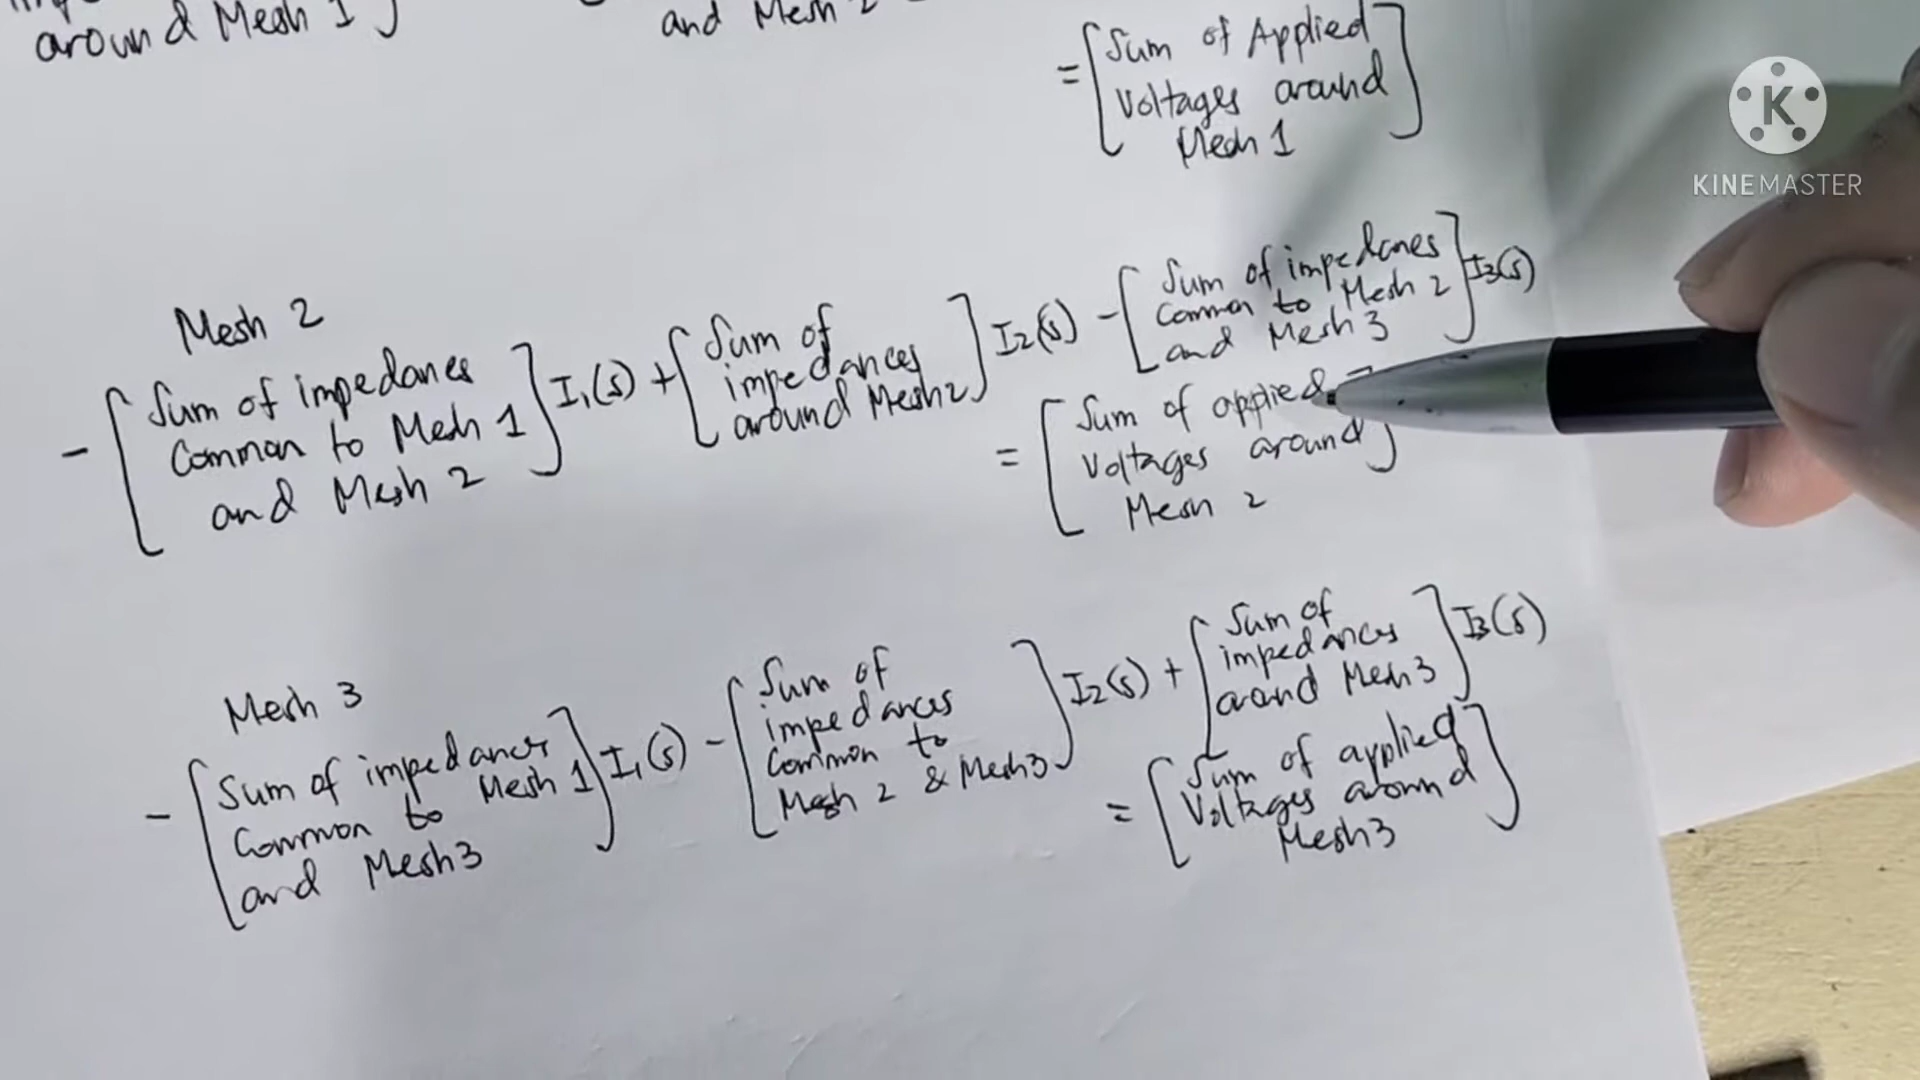 around Mesh 1
and Mesh 2
= [Sum of Applied
Voltages around
Mesh 1]
KINEMASTER
Mesh 2
- [Sum of impedances
Common to Mesh 1
and Mesh 2] I1(s) + [Sum of
impedances
around Mesh 2] I2(s) - [Sum of impedances
Common to Mesh 2
and Mesh 3] I3(s)
= [Sum of applied
Voltages around
Mesh 2]
Mesh 3
- [Sum of impedances
Common to Mesh 1
and Mesh3] I1(s) - [Sum of
impedances
Common to
Mesh 2 & Mesh3] I2(s) + [Sum of
impedances
around Mesh3] I3(s)
= [Sum of applied
Voltages around
Mesh3]